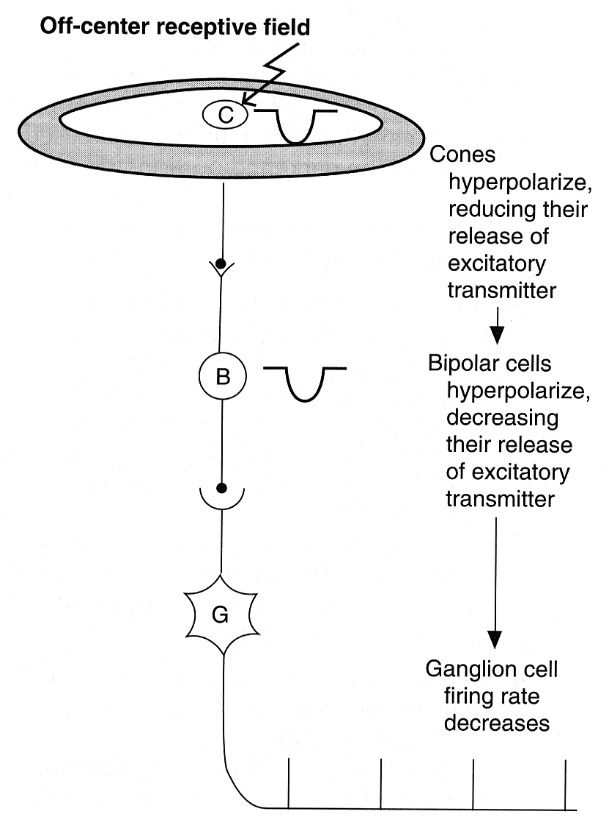 Off-center receptive field
C
Cones
hyperpolarize,
reducing their
release of
excitatory
transmitter
B
Bipolar cells
hyperpolarize,
decreasing
their release
of excitatory
transmitter
G
Ganglion cell
firing rate
decreases